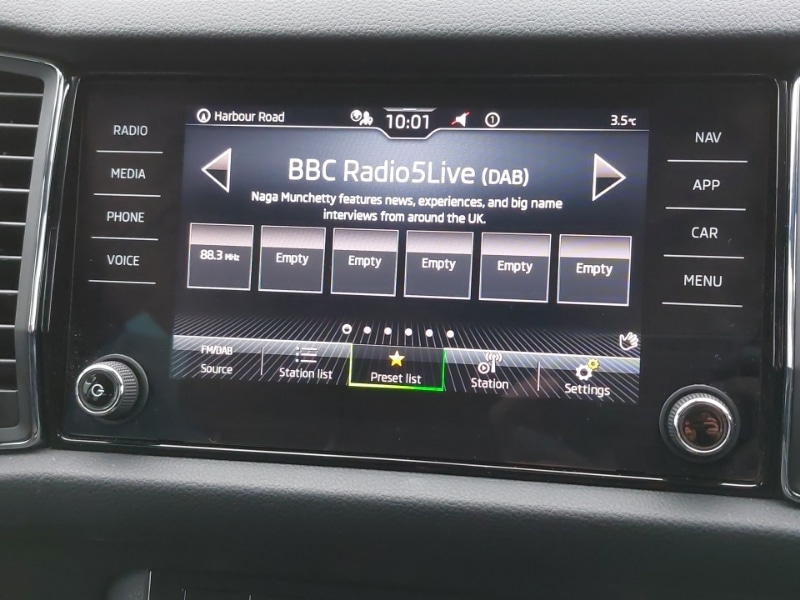 Harbour Road 10:01 1 3.5°C
RADIO
MEDIA
PHONE
VOICE
BBC Radio5Live (DAB)
Naga Munchetty features news, experiences, and big name
interviews from around the UK.
88.3 MHz Empty Empty Empty Empty Empty
FM/DAB
Source Station list Preset list Station Settings
NAV
APP
CAR
MENU